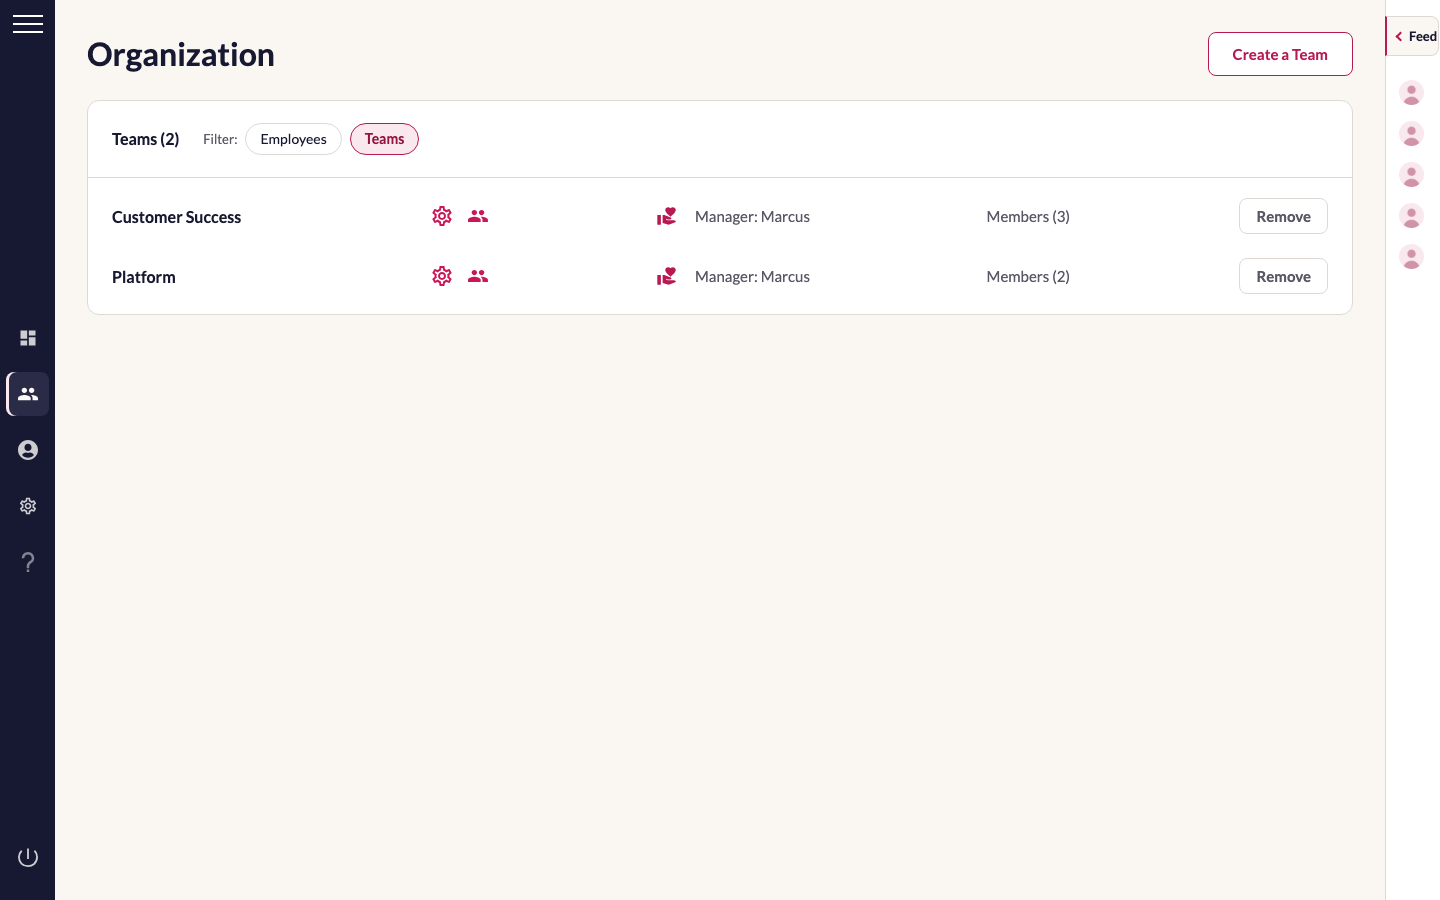 Organization
Create a Team
Feed
Teams (2) Filter: Employees Teams
Customer Success Manager: Marcus Members (3) Remove
Platform Manager: Marcus Members (2) Remove